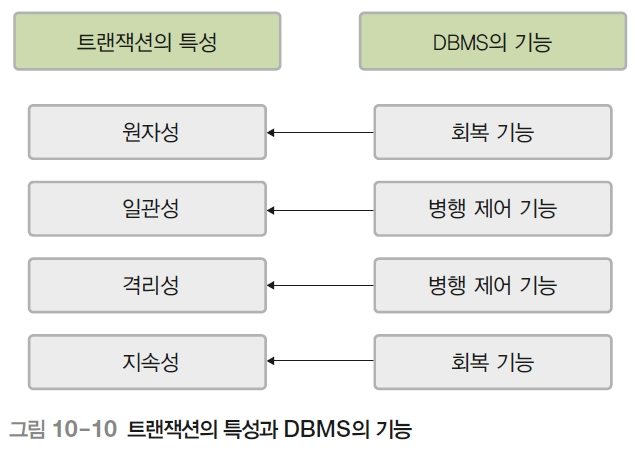 트랜잭션의 특성
DBMS의 기능
원자성
회복 기능
일관성
병행 제어 기능
격리성
병행 제어 기능
지속성
회복 기능
그림 10-10 트랜잭션의 특성과 DBMS의 기능